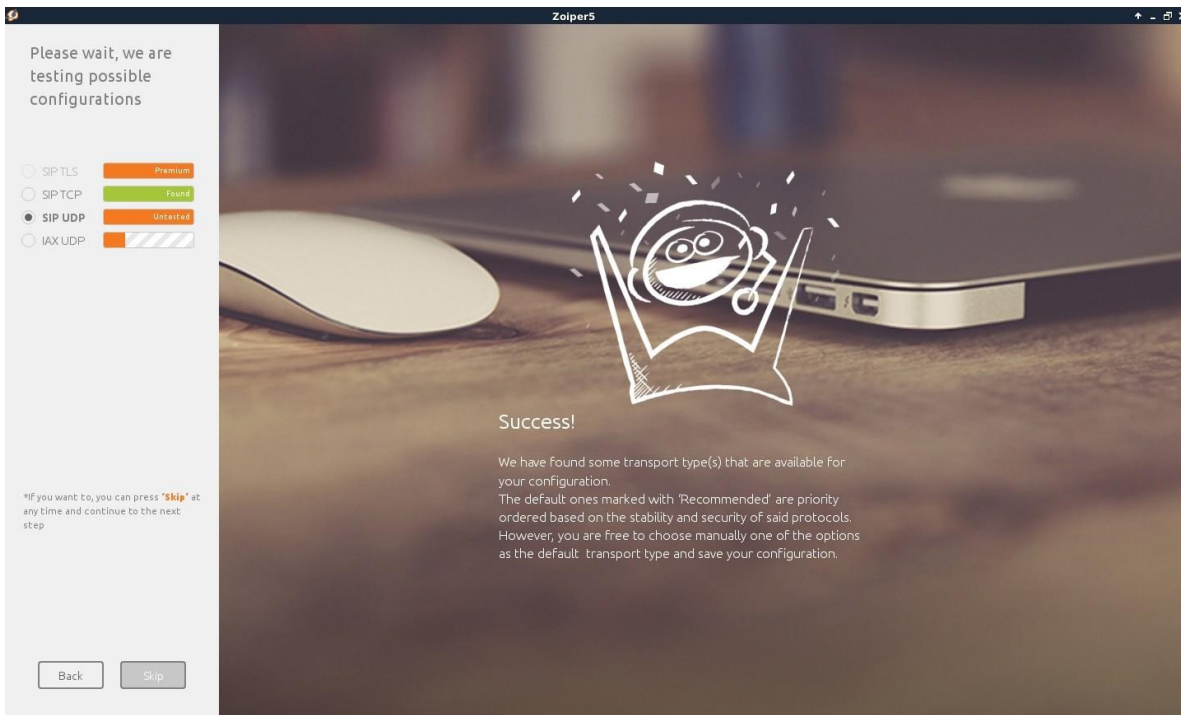 Zoiper5
Please wait, we are
testing possible
configurations
SIP TLS Premium
SIP TCP Found
SIP UDP Untested
IAX UDP
Success!
We have found some transport type(s) that are available for
your configuration.
The default ones marked with 'Recommended' are priority
ordered based on the stability and security of said protocols.
However, you are free to choose manually one of the options
as the default transport type and save your configuration.
*If you want to, you can press 'Skip' at
any time and continue to the next
step
Back Skip